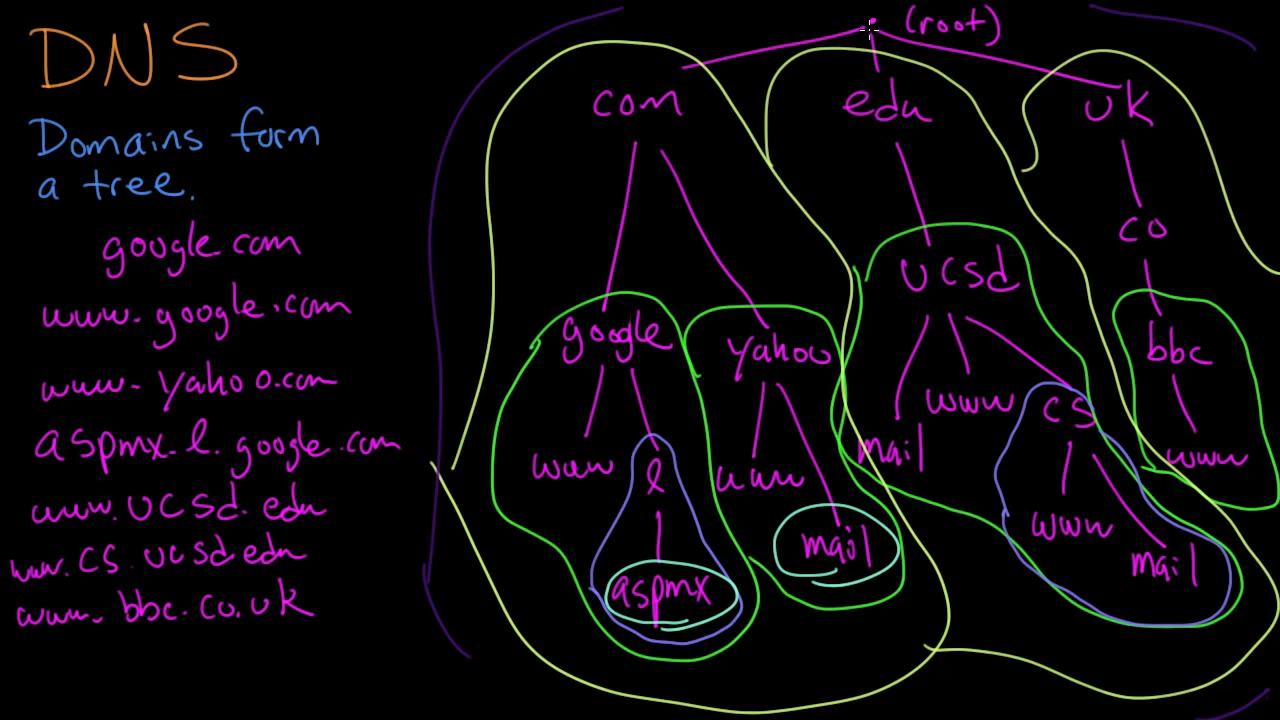 DNS
Domains form
a tree.
google.com
www.google.com
www.yahoo.com
aspmx.l.google.com
www.ucsd.edu
www.cs.ucsd.edu
www.bbc.co.uk
. (root)
com edu uk
co
ucsd
google yahoo bbc
www l www mail www cs www
aspmx mail www mail